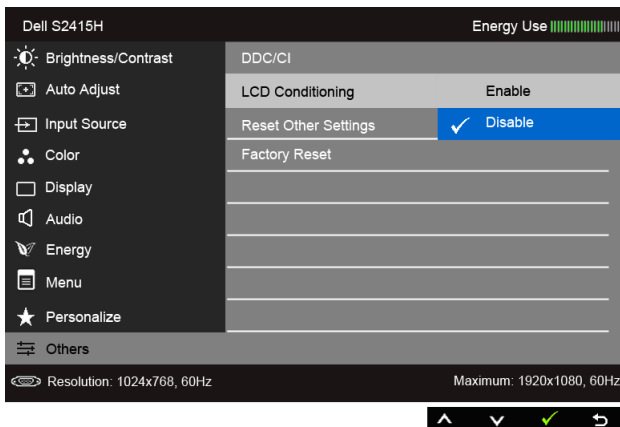 Dell S2415H Energy Use
Brightness/Contrast DDC/CI
Auto Adjust LCD Conditioning Enable
Input Source Reset Other Settings Disable
Color Factory Reset
Display
Audio
Energy
Menu
Personalize
Others
Resolution: 1024x768, 60Hz Maximum: 1920x1080, 60Hz